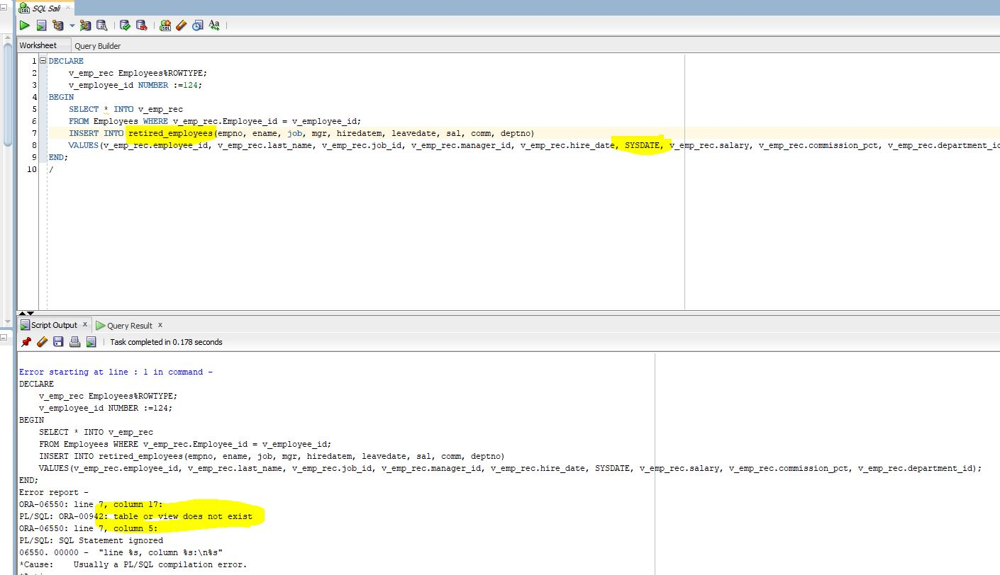 SQL Sali
Worksheet
Query Builder
1 DECLARE
2 v_emp_rec Employees%ROWTYPE;
3 v_employee_id NUMBER :=124;
4 BEGIN
5 SELECT * INTO v_emp_rec
6 FROM Employees WHERE v_emp_rec.Employee_id = v_employee_id;
7 INSERT INTO retired_employees(empno, ename, job, mgr, hiredatem, leavedate, sal, comm, deptno)
8 VALUES(v_emp_rec.employee_id, v_emp_rec.last_name, v_emp_rec.job_id, v_emp_rec.manager_id, v_emp_rec.hire_date, SYSDATE, v_emp_rec.salary, v_emp_rec.commission_pct, v_emp_rec.department_id
9 END;
10 /
Script Output x Query Result x
Task completed in 0.178 seconds
Error starting at line : 1 in command -
DECLARE
v_emp_rec Employees%ROWTYPE;
v_employee_id NUMBER :=124;
BEGIN
SELECT * INTO v_emp_rec
FROM Employees WHERE v_emp_rec.Employee_id = v_employee_id;
INSERT INTO retired_employees(empno, ename, job, mgr, hiredatem, leavedate, sal, comm, deptno)
VALUES(v_emp_rec.employee_id, v_emp_rec.last_name, v_emp_rec.job_id, v_emp_rec.manager_id, v_emp_rec.hire_date, SYSDATE, v_emp_rec.salary, v_emp_rec.commission_pct, v_emp_rec.department_id);
END;
Error report -
ORA-06550: line 7, column 17:
PL/SQL: ORA-00942: table or view does not exist
ORA-06550: line 7, column 5:
PL/SQL: SQL Statement ignored
06550. 00000 - "line %s, column %s:\n%s"
*Cause: Usually a PL/SQL compilation error.